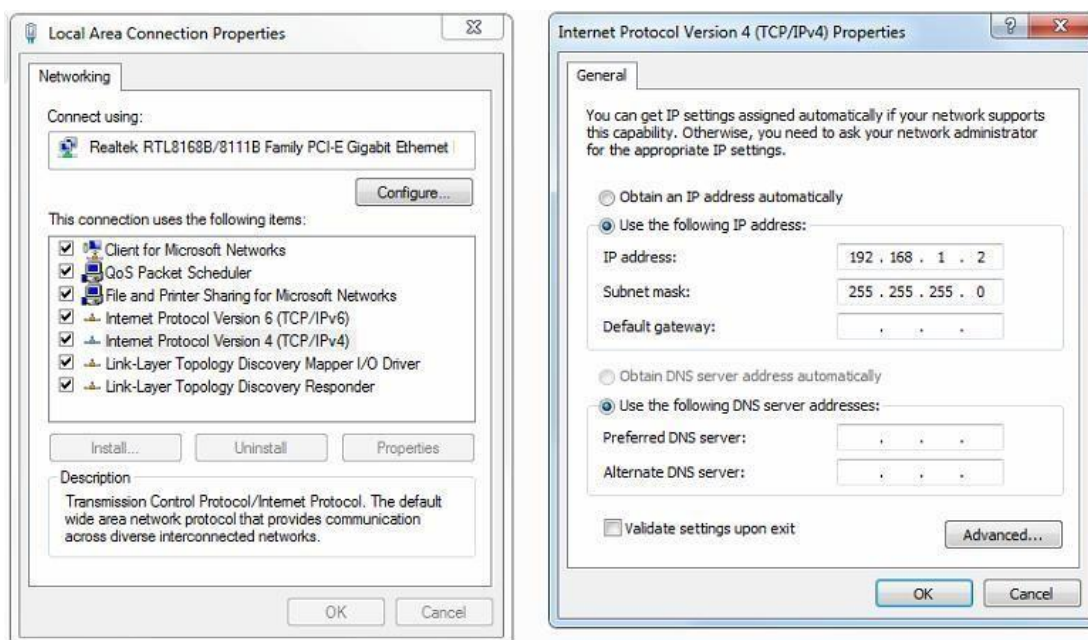 Local Area Connection Properties
Networking
Connect using:
Realtek RTL8168B/8111B Family PCI-E Gigabit Ethernet
Configure...
This connection uses the following items:
Client for Microsoft Networks
QoS Packet Scheduler
File and Printer Sharing for Microsoft Networks
Internet Protocol Version 6 (TCP/IPv6)
Internet Protocol Version 4 (TCP/IPv4)
Link-Layer Topology Discovery Mapper I/O Driver
Link-Layer Topology Discovery Responder
Install...
Uninstall
Properties
Description
Transmission Control Protocol/Internet Protocol. The default
wide area network protocol that provides communication
across diverse interconnected networks.
OK
Cancel
Internet Protocol Version 4 (TCP/IPv4) Properties
General
You can get IP settings assigned automatically if your network supports
this capability. Otherwise, you need to ask your network administrator
for the appropriate IP settings.
Obtain an IP address automatically
Use the following IP address:
IP address: 192 . 168 . 1 . 2
Subnet mask: 255 . 255 . 255 . 0
Default gateway: . . .
Obtain DNS server address automatically
Use the following DNS server addresses:
Preferred DNS server: . . .
Alternate DNS server: . . .
Validate settings upon exit
Advanced...
OK
Cancel